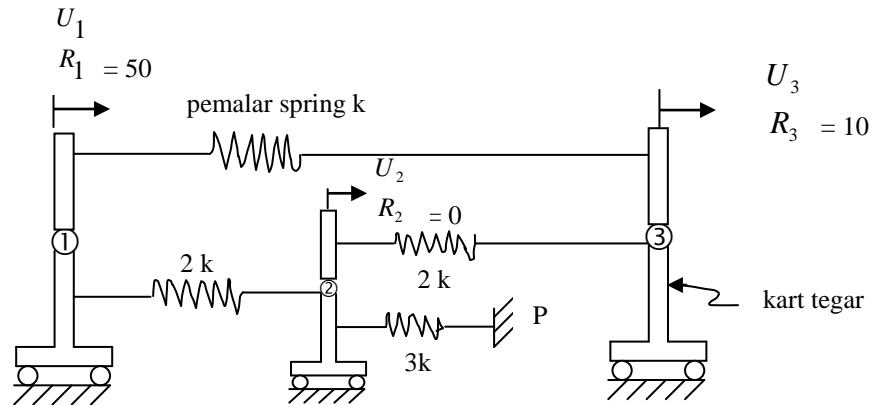 U1
R1 = 50
pemalar spring k
U3
R3 = 10
U2
R2 = 0
1
3
2 k
2
2 k
P
kart tegar
3k